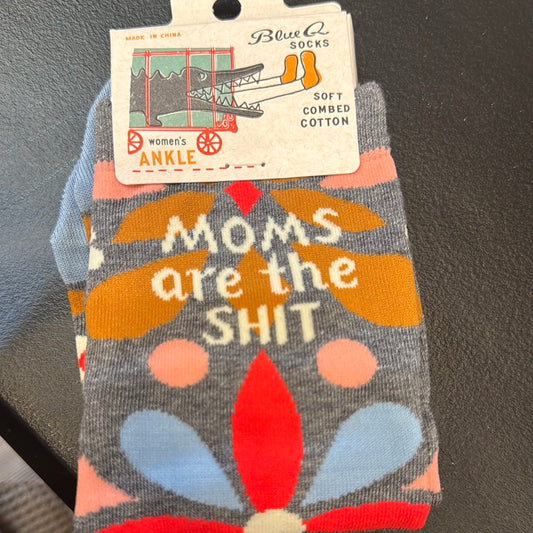 MADE IN CHINA
Blue Q
SOCKS
SOFT
COMBED
COTTON
women's
ANKLE
MOMS
are the
SHIT